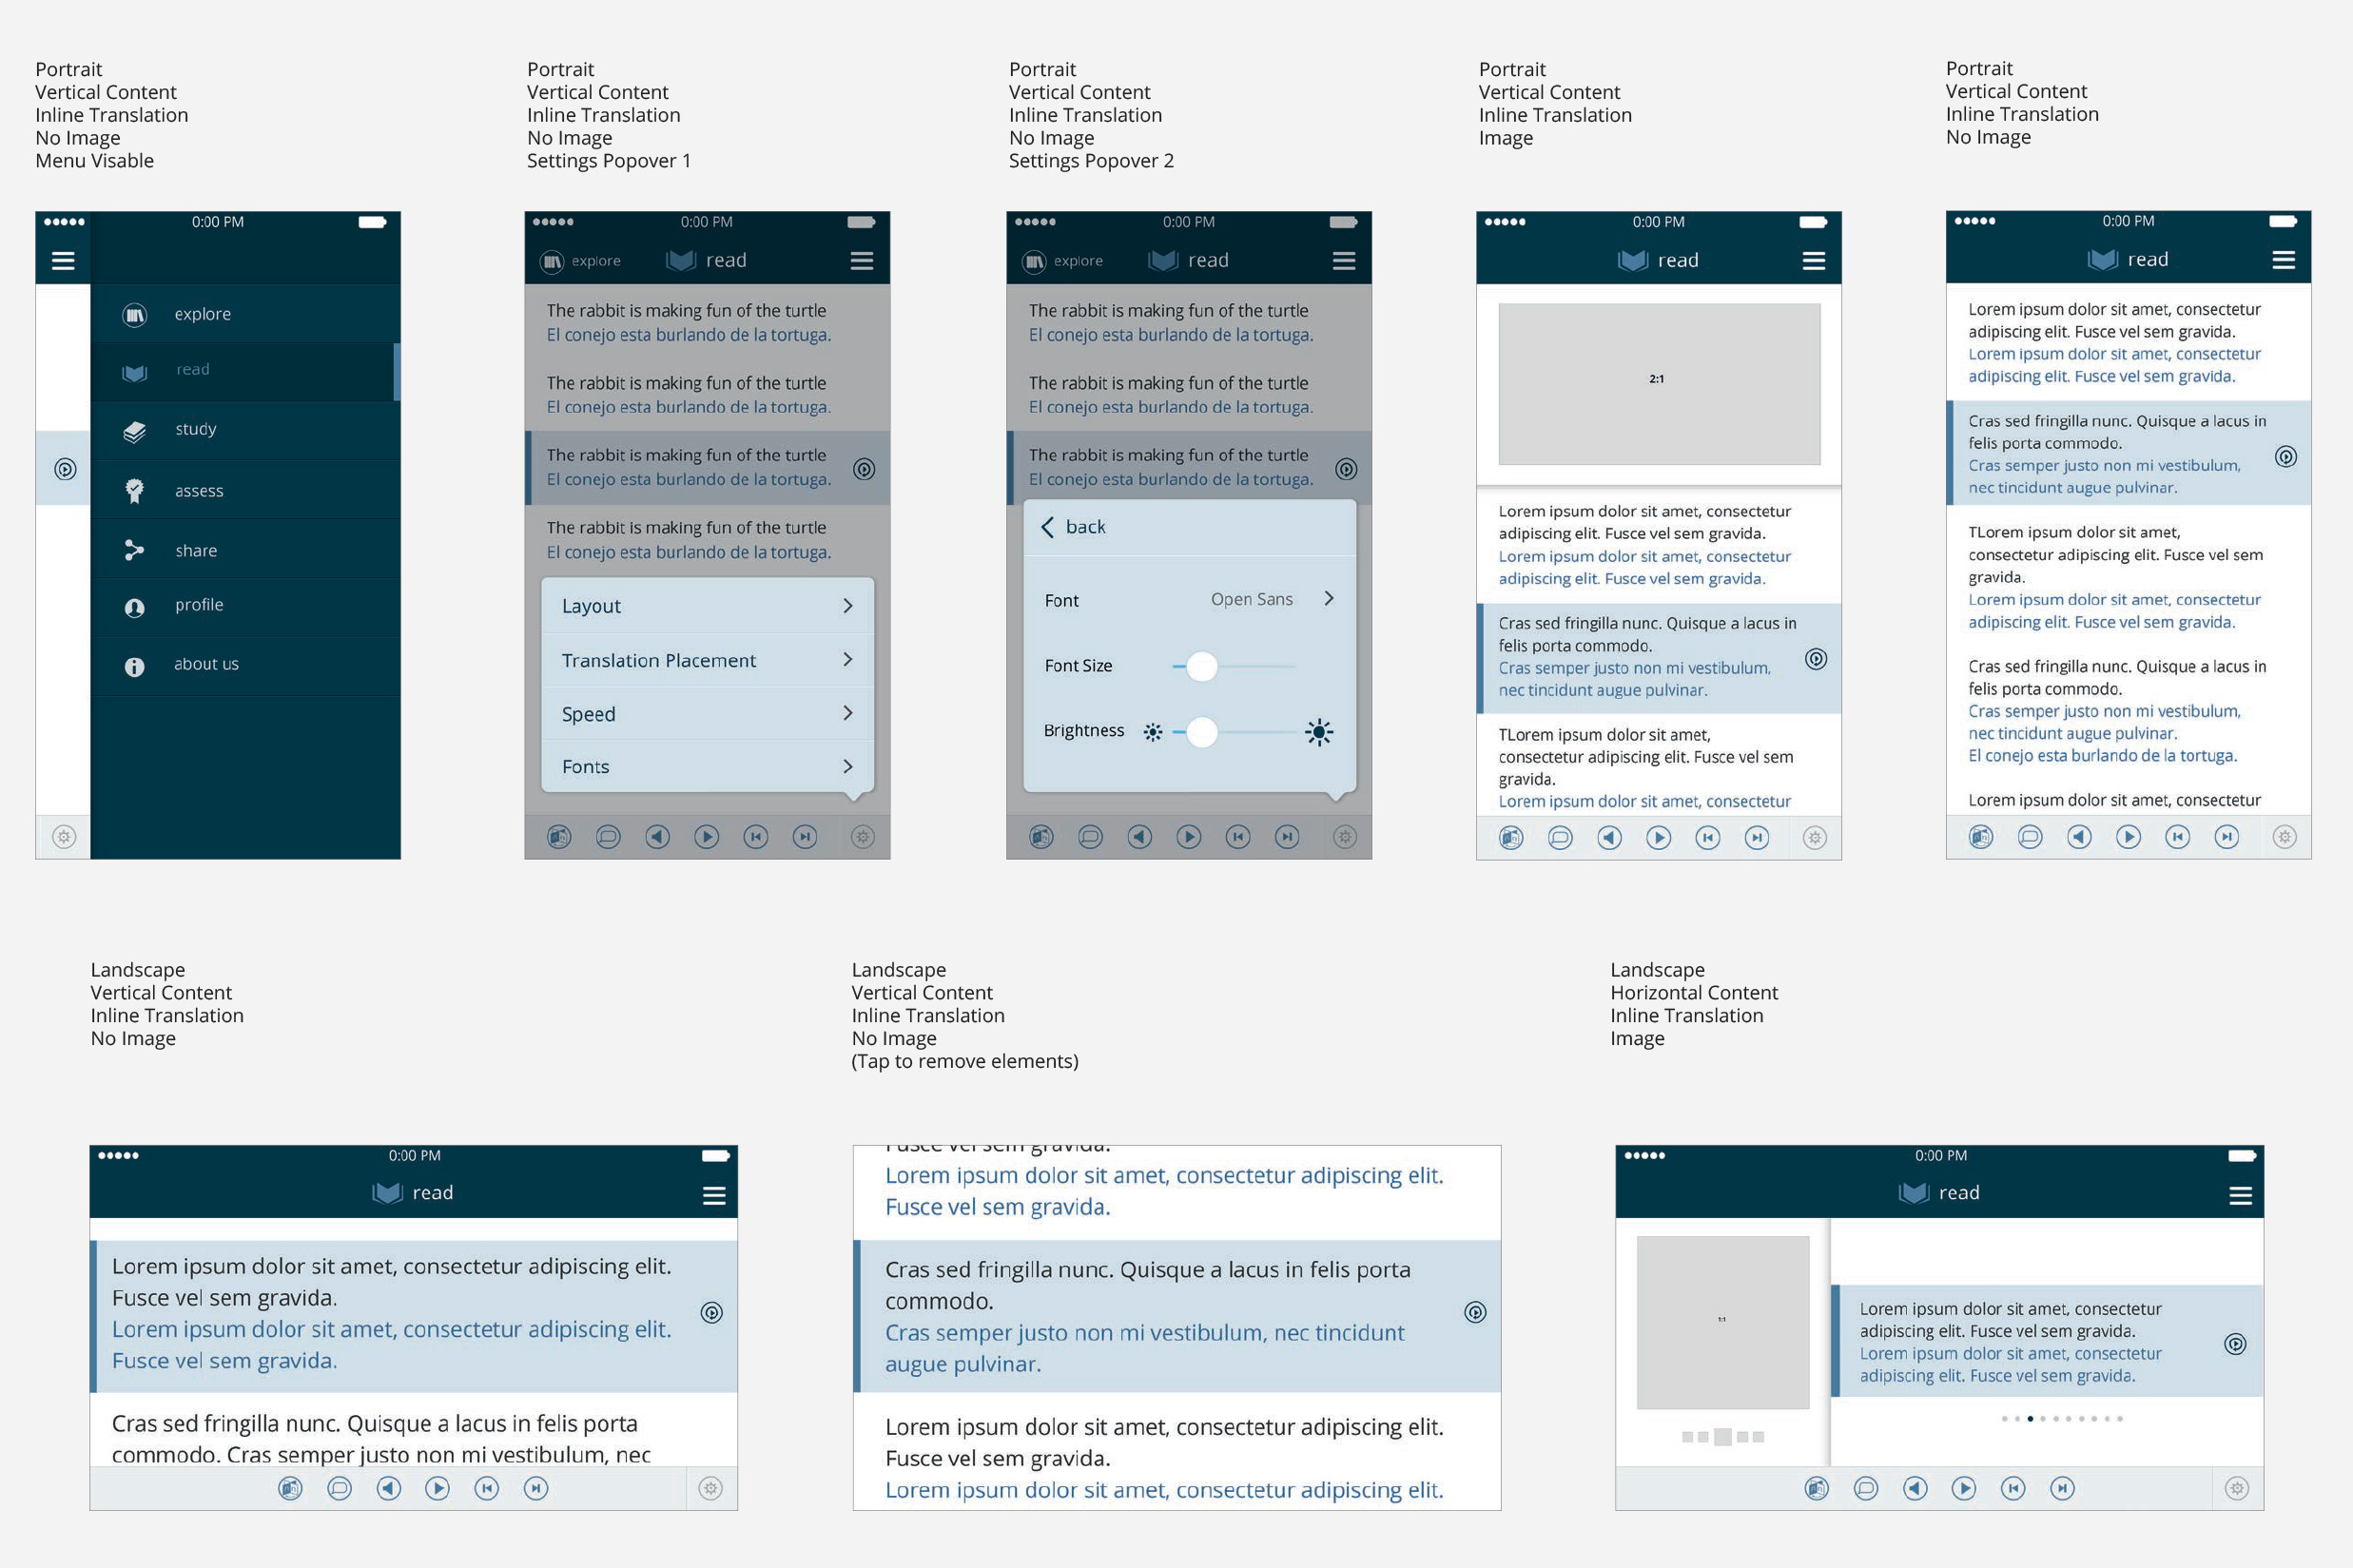 Portrait
Vertical Content
Inline Translation
No Image
Menu Visable
Portrait
Vertical Content
Inline Translation
No Image
Settings Popover 1
Portrait
Vertical Content
Inline Translation
No Image
Settings Popover 2
Portrait
Vertical Content
Inline Translation
Image
Portrait
Vertical Content
Inline Translation
No Image
0:00 PM
explore
read
study
assess
share
profile
about us
0:00 PM
explore
read
The rabbit is making fun of the turtle
El conejo esta burlando de la tortuga.
The rabbit is making fun of the turtle
El conejo esta burlando de la tortuga.
The rabbit is making fun of the turtle
El conejo esta burlando de la tortuga.
The rabbit is making fun of the turtle
El conejo esta burlando de la tortuga.
Layout
Translation Placement
Speed
Fonts
0:00 PM
explore
read
The rabbit is making fun of the turtle
El conejo esta burlando de la tortuga.
The rabbit is making fun of the turtle
El conejo esta burlando de la tortuga.
The rabbit is making fun of the turtle
El conejo esta burlando de la tortuga.
back
Font Open Sans
Font Size
Brightness
0:00 PM
read
2:1
Lorem ipsum dolor sit amet, consectetur
adipiscing elit. Fusce vel sem gravida.
Lorem ipsum dolor sit amet, consectetur
adipiscing elit. Fusce vel sem gravida.
Cras sed fringilla nunc. Quisque a lacus in
felis porta commodo.
Cras semper justo non mi vestibulum,
nec tincidunt augue pulvinar.
TLorem ipsum dolor sit amet,
consectetur adipiscing elit. Fusce vel sem
gravida.
Lorem ipsum dolor sit amet, consectetur
0:00 PM
read
Lorem ipsum dolor sit amet, consectetur
adipiscing elit. Fusce vel sem gravida.
Lorem ipsum dolor sit amet, consectetur
adipiscing elit. Fusce vel sem gravida.
Cras sed fringilla nunc. Quisque a lacus in
felis porta commodo.
Cras semper justo non mi vestibulum,
nec tincidunt augue pulvinar.
TLorem ipsum dolor sit amet,
consectetur adipiscing elit. Fusce vel sem
gravida.
Lorem ipsum dolor sit amet, consectetur
adipiscing elit. Fusce vel sem gravida.
Cras sed fringilla nunc. Quisque a lacus in
felis porta commodo.
Cras semper justo non mi vestibulum,
nec tincidunt augue pulvinar.
El conejo esta burlando de la tortuga.
Lorem ipsum dolor sit amet, consectetur
Landscape
Vertical Content
Inline Translation
No Image
Landscape
Vertical Content
Inline Translation
No Image
(Tap to remove elements)
Landscape
Horizontal Content
Inline Translation
Image
0:00 PM
read
Lorem ipsum dolor sit amet, consectetur adipiscing elit.
Fusce vel sem gravida.
Lorem ipsum dolor sit amet, consectetur adipiscing elit.
Fusce vel sem gravida.
Cras sed fringilla nunc. Quisque a lacus in felis porta
commodo. Cras semper justo non mi vestibulum, nec
Fusce vel sem gravida.
Lorem ipsum dolor sit amet, consectetur adipiscing elit.
Fusce vel sem gravida.
Cras sed fringilla nunc. Quisque a lacus in felis porta
commodo.
Cras semper justo non mi vestibulum, nec tincidunt
augue pulvinar.
Lorem ipsum dolor sit amet, consectetur adipiscing elit.
Fusce vel sem gravida.
Lorem ipsum dolor sit amet, consectetur adipiscing elit.
0:00 PM
read
1:1
Lorem ipsum dolor sit amet, consectetur
adipiscing elit. Fusce vel sem gravida.
Lorem ipsum dolor sit amet, consectetur
adipiscing elit. Fusce vel sem gravida.